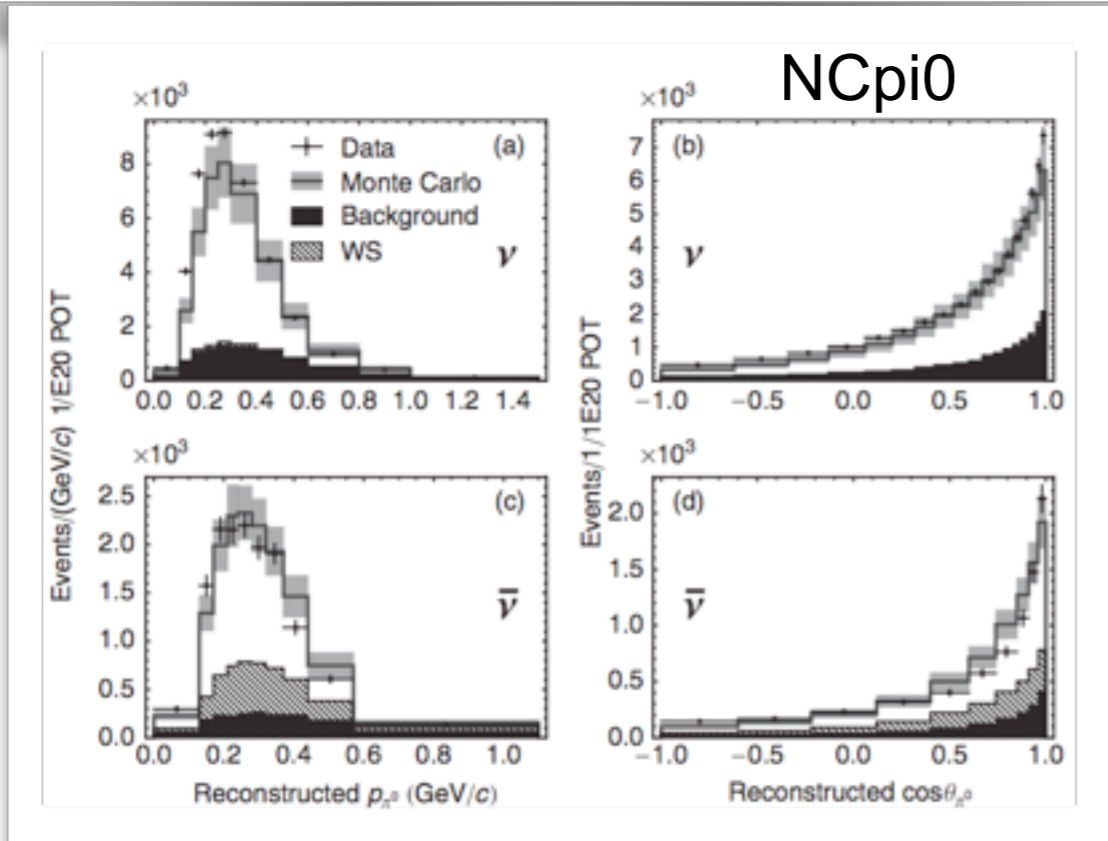 NCpi0
×10³
×10³
(a)
(b)
Data
Monte Carlo
Background
WS
ν
ν
8
6
4
2
0
7
6
5
4
3
2
1
0
0.0 0.2 0.4 0.6 0.8 1.0 1.2 1.4
−1.0 −0.5 0.0 0.5 1.0
Events/(GeV/c) 1/E20 POT
Events/1/1E20 POT
×10³
×10³
(c)
(d)
ν̅
ν̅
2.5
2.0
1.5
1.0
0.5
0.0
2.0
1.5
1.0
0.5
0.0
0.0 0.2 0.4 0.6 0.8 1.0
−1.0 −0.5 0.0 0.5 1.0
Reconstructed pπ⁰ (GeV/c)
Reconstructed cosθπ⁰